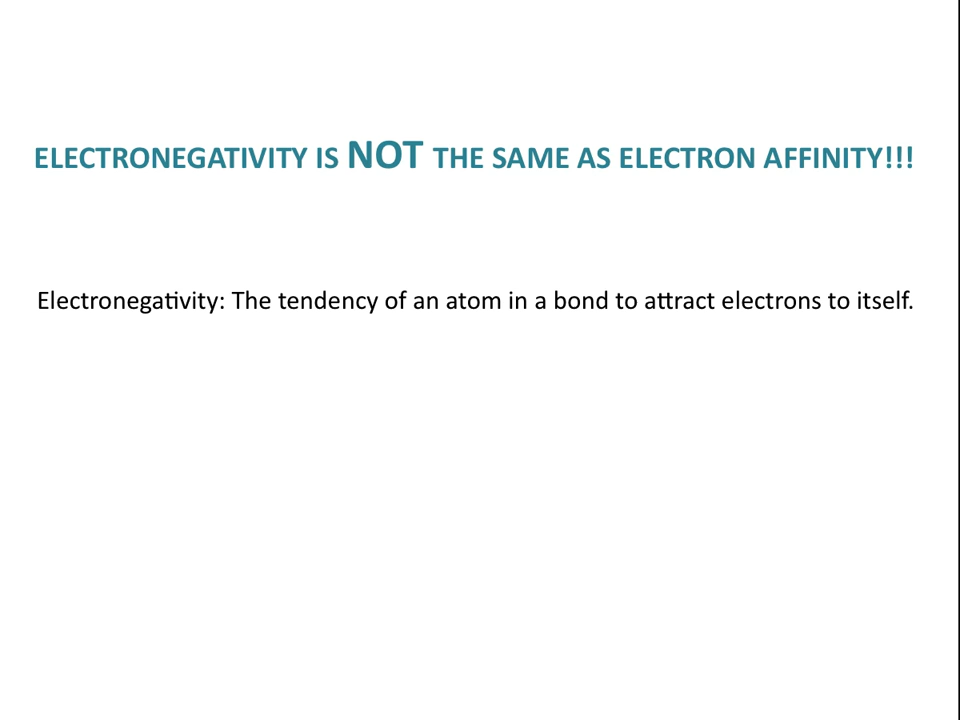 ELECTRONEGATIVITY IS NOT THE SAME AS ELECTRON AFFINITY!!!
Electronegativity: The tendency of an atom in a bond to attract electrons to itself.